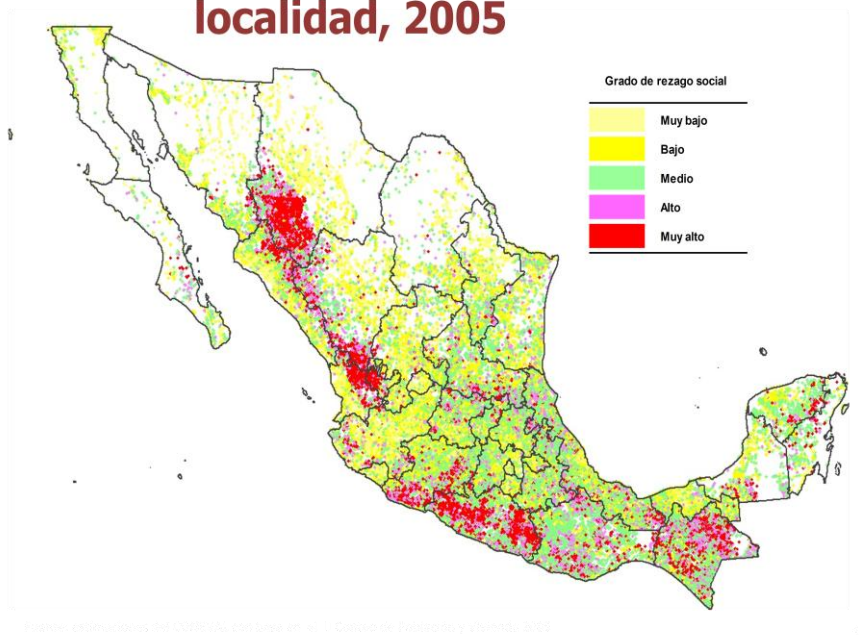 localidad, 2005
Grado de rezago social
Muy bajo
Bajo
Medio
Alto
Muy alto